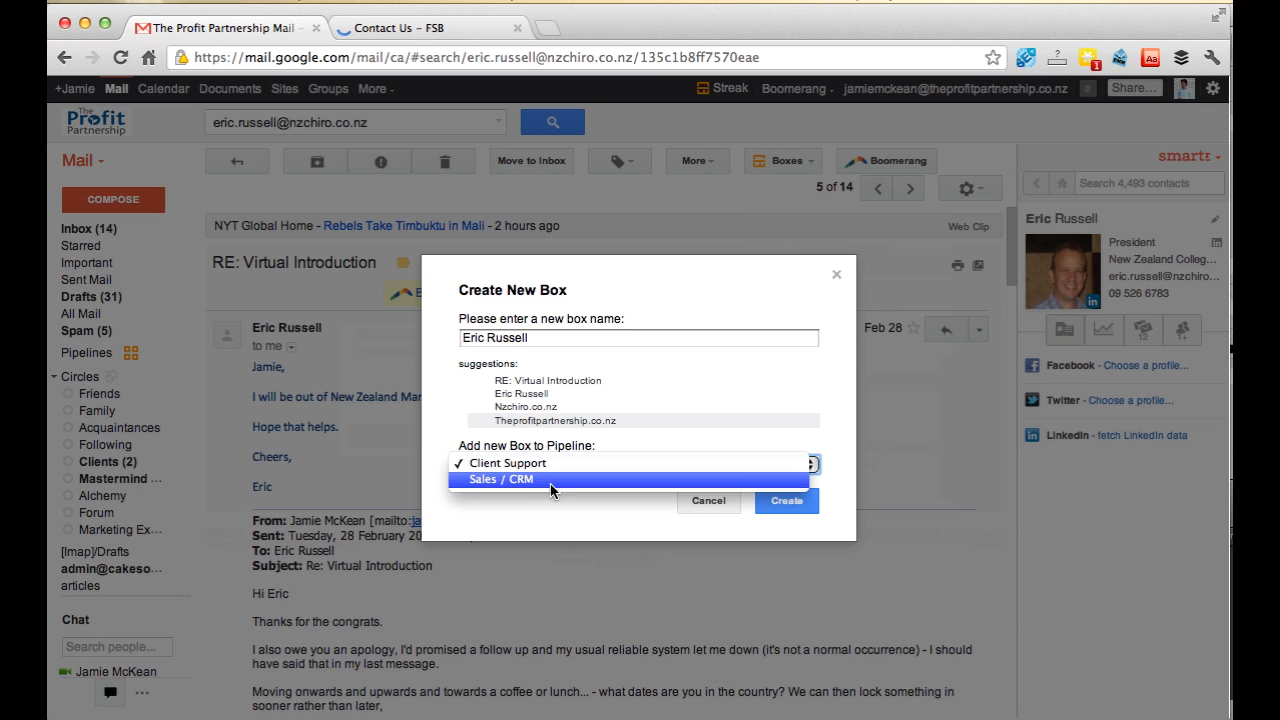 The Profit Partnership Mail -
Contact Us – FSB
https://mail.google.com/mail/ca/#search/eric.russell@nzchiro.co.nz/135c1b8ff7570eae
1
Aa
+Jamie Mail Calendar Documents Sites Groups More
Streak Boomerang jamiemckean@theprofitpartnership.co.nz 0 Share...
The Profit Partnership
eric.russell@nzchiro.co.nz
Mail
Move to Inbox
More
Boxes
Boomerang
smartr
5 of 14
Search 4,493 contacts
COMPOSE
Inbox (14)
Starred
Important
Sent Mail
Drafts (31)
All Mail
Spam (5)
Pipelines
Circles
Friends
Family
Acquaintances
Following
Clients (2)
Mastermind ...
Alchemy
Forum
Marketing Ex...
[Imap]/Drafts
admin@cakeso...
articles
Chat
Search people...
Jamie McKean
NYT Global Home - Rebels Take Timbuktu in Mali - 2 hours ago
Web Clip
RE: Virtual Introduction
B
Eric Russell
to me
Feb 28
Jamie,
I will be out of New Zealand Mar
Hope that helps.
Cheers,
Eric
From: Jamie McKean [mailto:ja
Sent: Tuesday, 28 February 20
To: Eric Russell
Subject: Re: Virtual Introduction
Hi Eric
Thanks for the congrats.
I also owe you an apology, I'd promised a follow up and my usual reliable system let me down (it's not a normal occurrence) - I should
have said that in my last message.
Moving onwards and upwards and towards a coffee or lunch... - what dates are you in the country? We can then lock something in
sooner rather than later,
Create New Box
Please enter a new box name:
Eric Russell
suggestions:
RE: Virtual Introduction
Eric Russell
Nzchiro.co.nz
Theprofitpartnership.co.nz
Add new Box to Pipeline:
✓ Client Support
Sales / CRM
Cancel
Create
Eric Russell
President
New Zealand Colleg...
eric.russell@nzchiro...
09 526 6783
in
12
1+
Facebook - Choose a profile...
Twitter - Choose a profile...
LinkedIn - fetch LinkedIn data